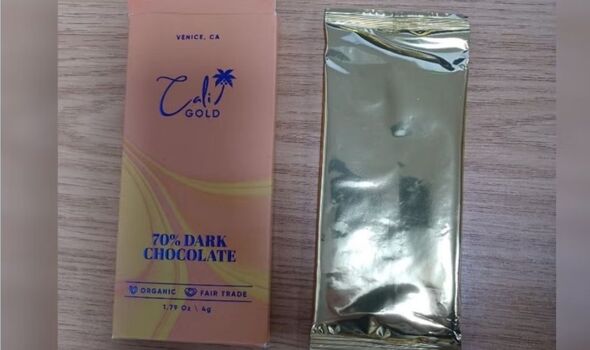 VENICE, CA
Cali
GOLD
70% DARK
CHOCOLATE
ORGANIC FAIR TRADE
1.79 Oz \ 4g